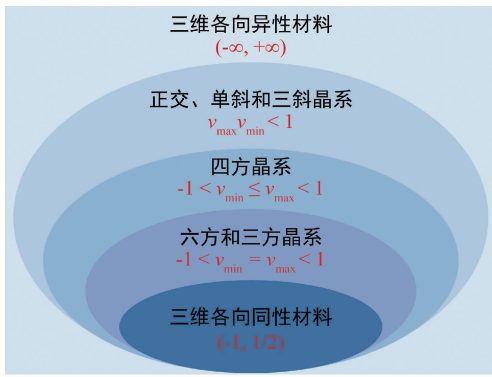 三维各向异性材料
(-∞, +∞)
正交、单斜和三斜晶系
vmaxvmin < 1
四方晶系
-1 < vmin ≤ vmax < 1
六方和三方晶系
-1 < vmin = vmax < 1
三维各向同性材料
(-1, 1/2)